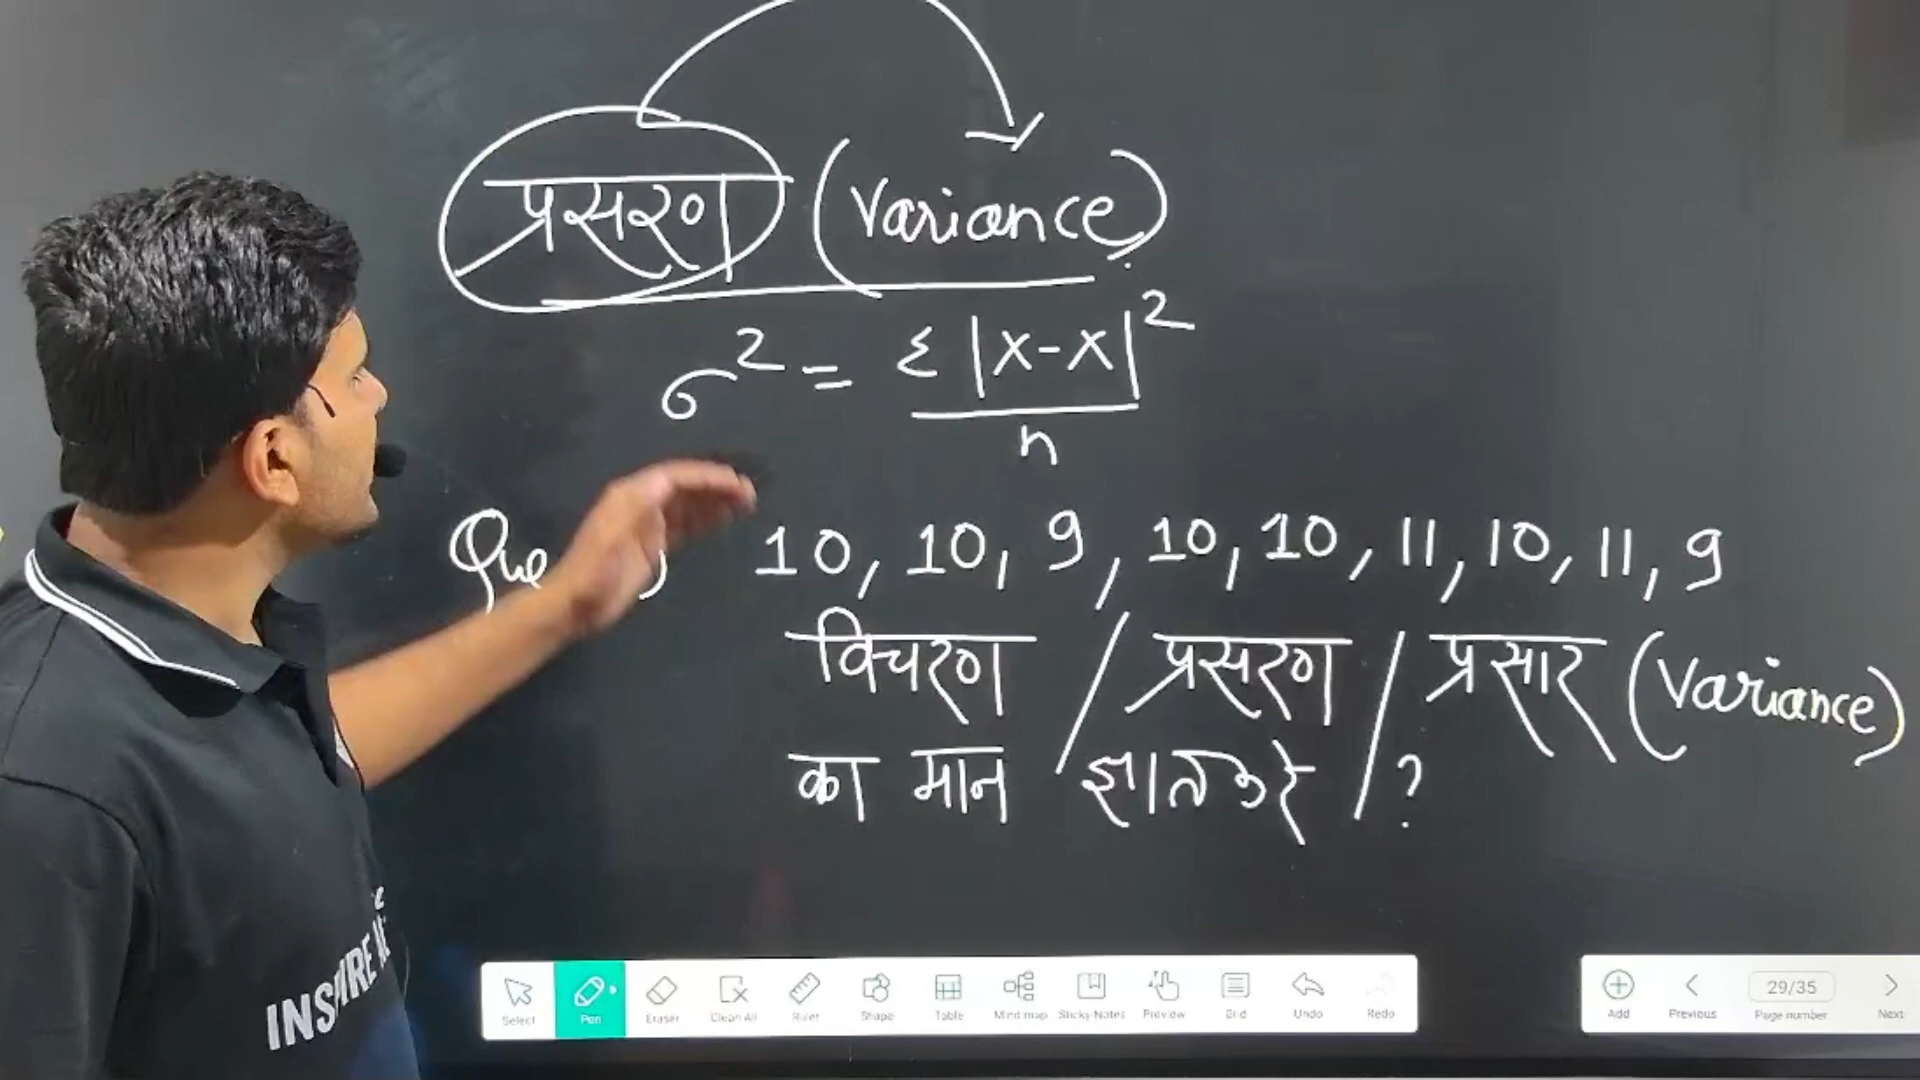 प्रसरण (Variance)
σ² = Σ|x-x|²
n
Que 10, 10, 9, 10, 10, 11, 10, 11, 9
विचरण / प्रसरण / प्रसार (Variance)
का मान ज्ञात करे / ?
INSPIRE
Select Pen Eraser Clean All Ruler Shape Table Mind map Sticky Notes Preview Grid Undo Redo
Add Previous 29/35 Page number Next